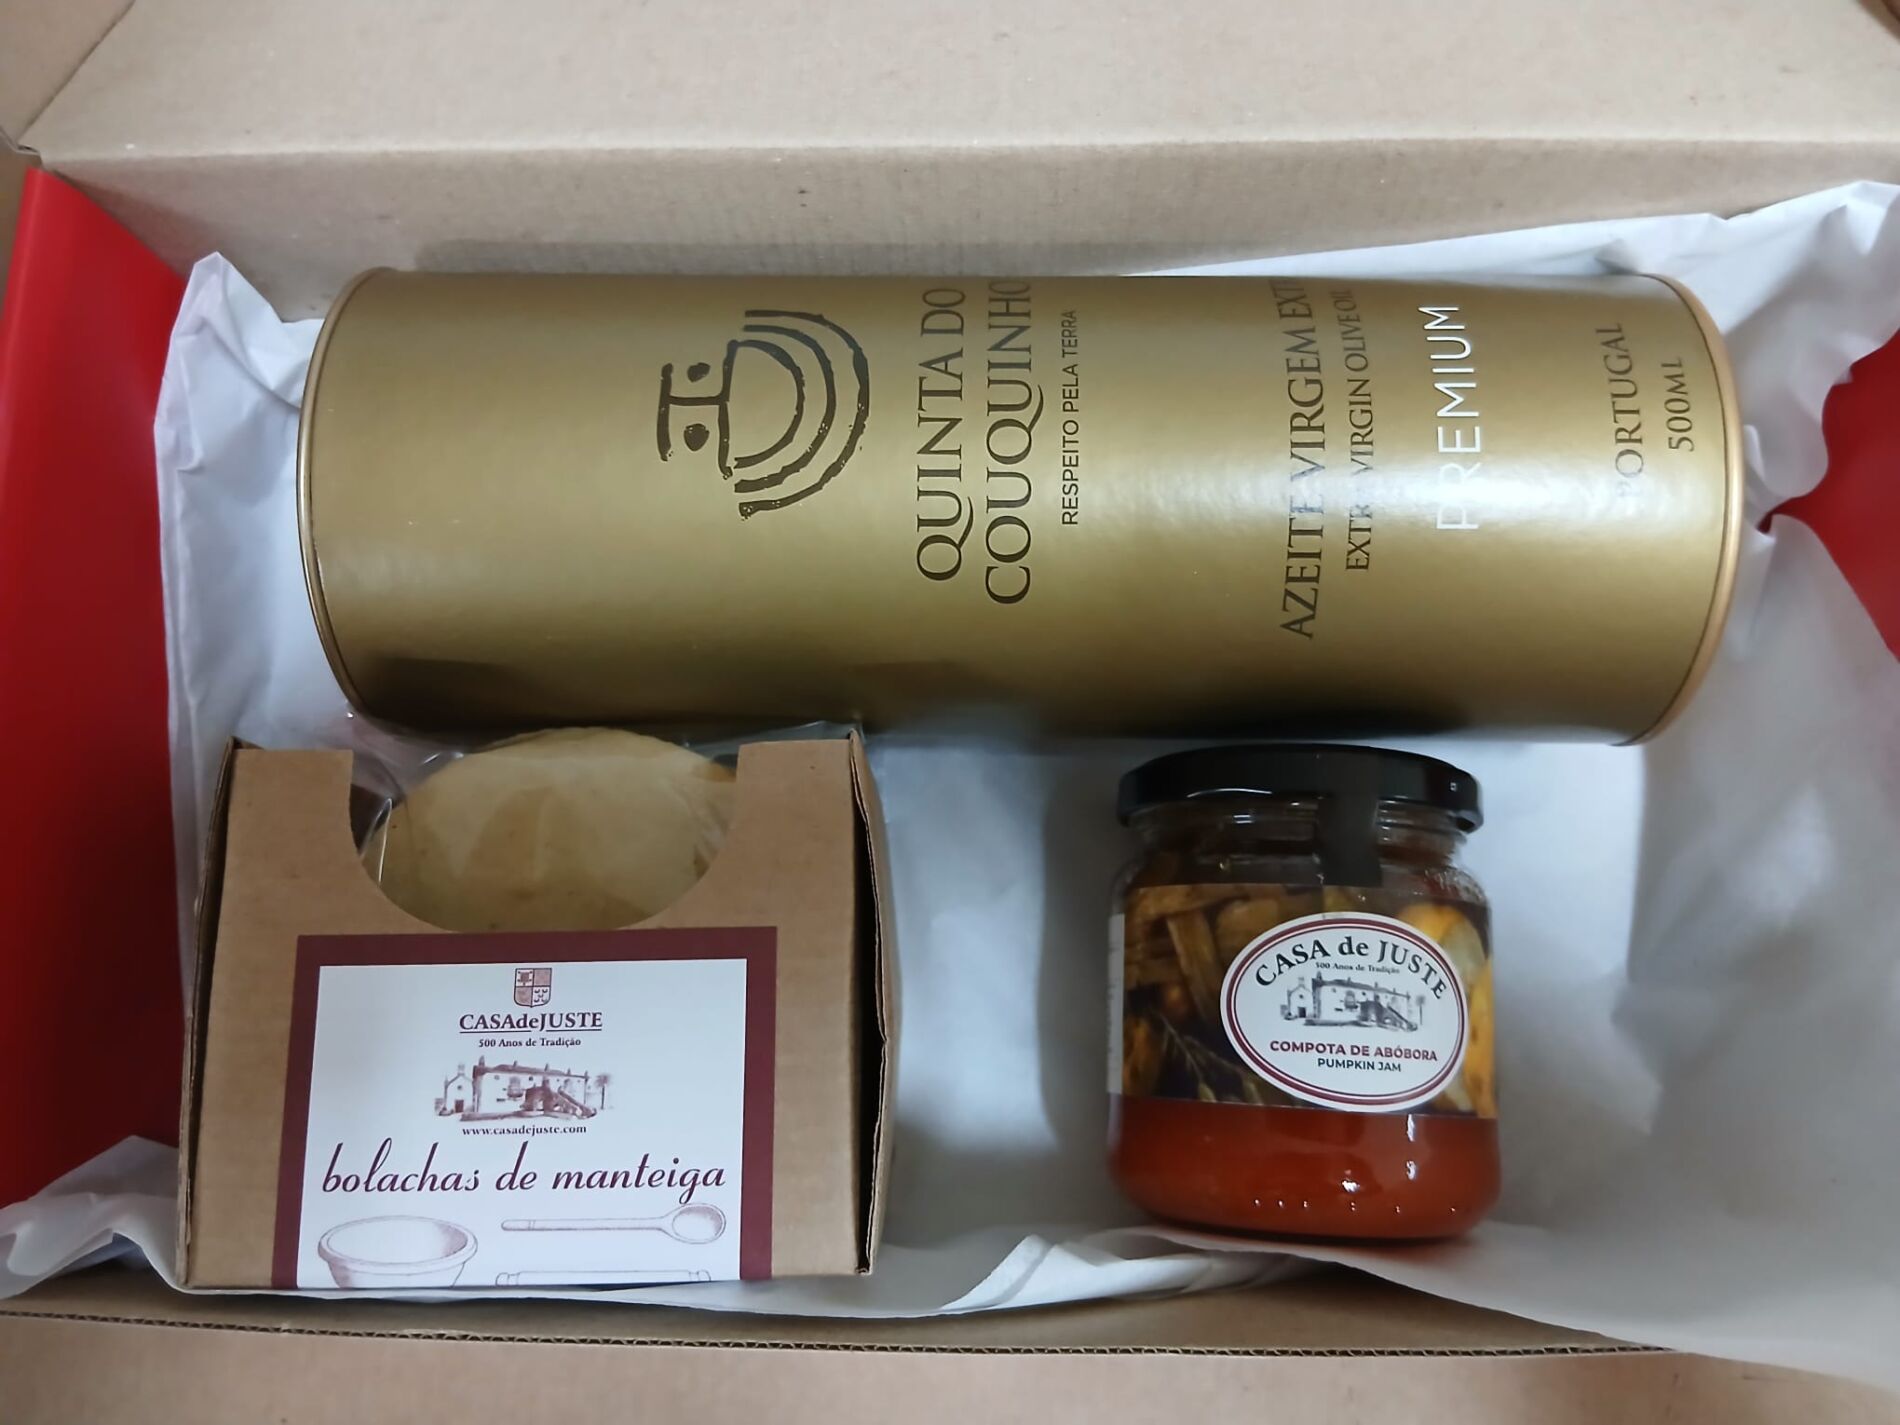 QUINTA DO
COUQUINHO
RESPEITO PELA TERRA
AZEITE VIRGEM EXTR
EXTRA VIRGIN OLIVE OIL
PREMIUM
PORTUGAL
500ML
CASAdeJUSTE
500 Anos de Tradição
www.casadejuste.com
bolachas de manteiga
CASA de JUSTE
500 Anos de Tradição
COMPOTA DE ABÓBORA
PUMPKIN JAM